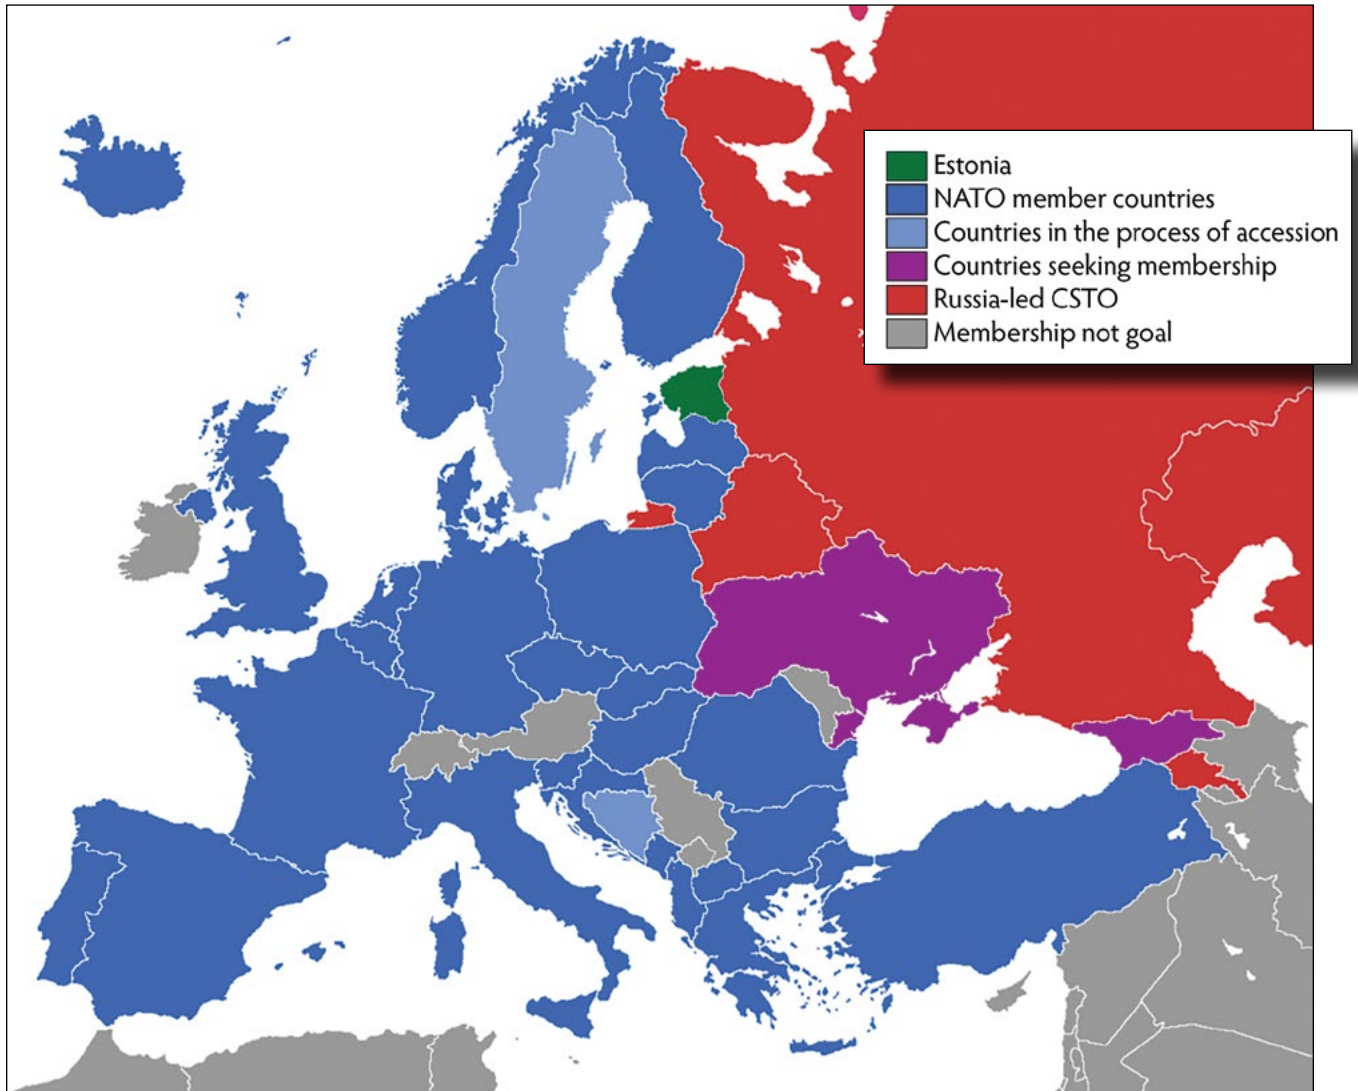 Estonia
NATO member countries
Countries in the process of accession
Countries seeking membership
Russia-led CSTO
Membership not goal